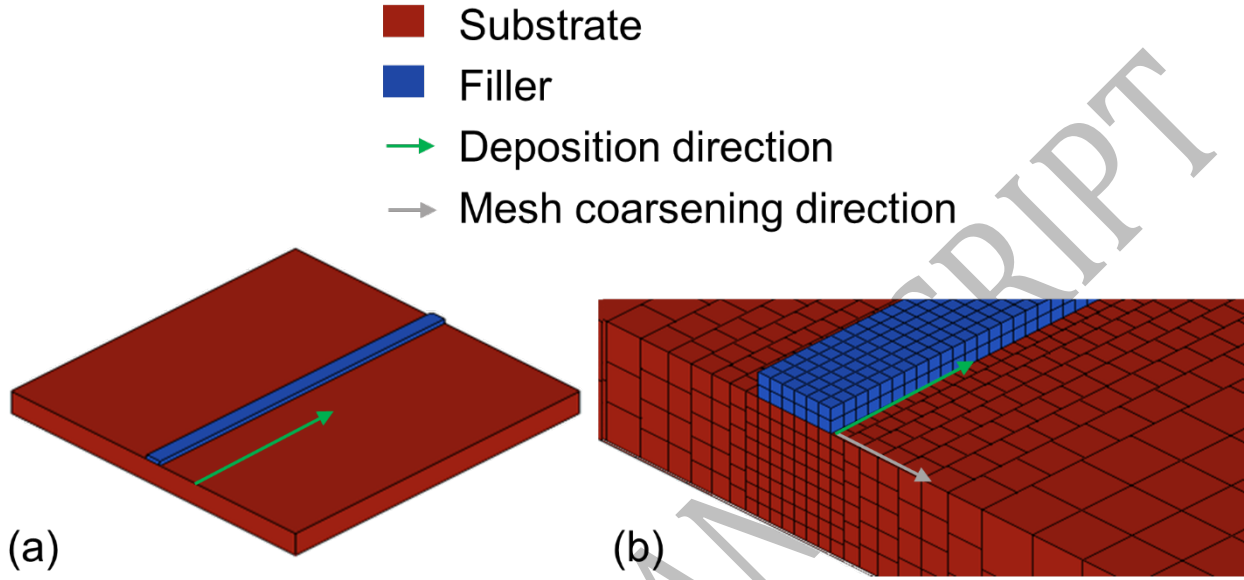 Substrate
Filler
Deposition direction
Mesh coarsening direction
(a)
(b)